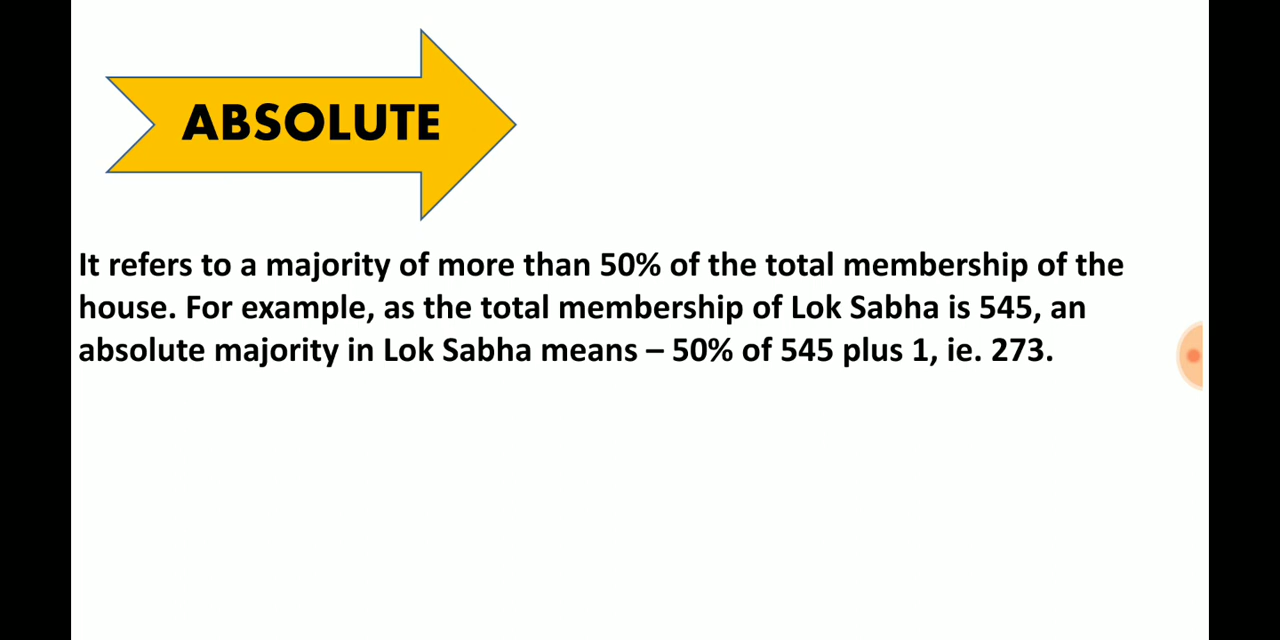 ABSOLUTE
It refers to a majority of more than 50% of the total membership of the
house. For example, as the total membership of Lok Sabha is 545, an
absolute majority in Lok Sabha means – 50% of 545 plus 1, ie. 273.